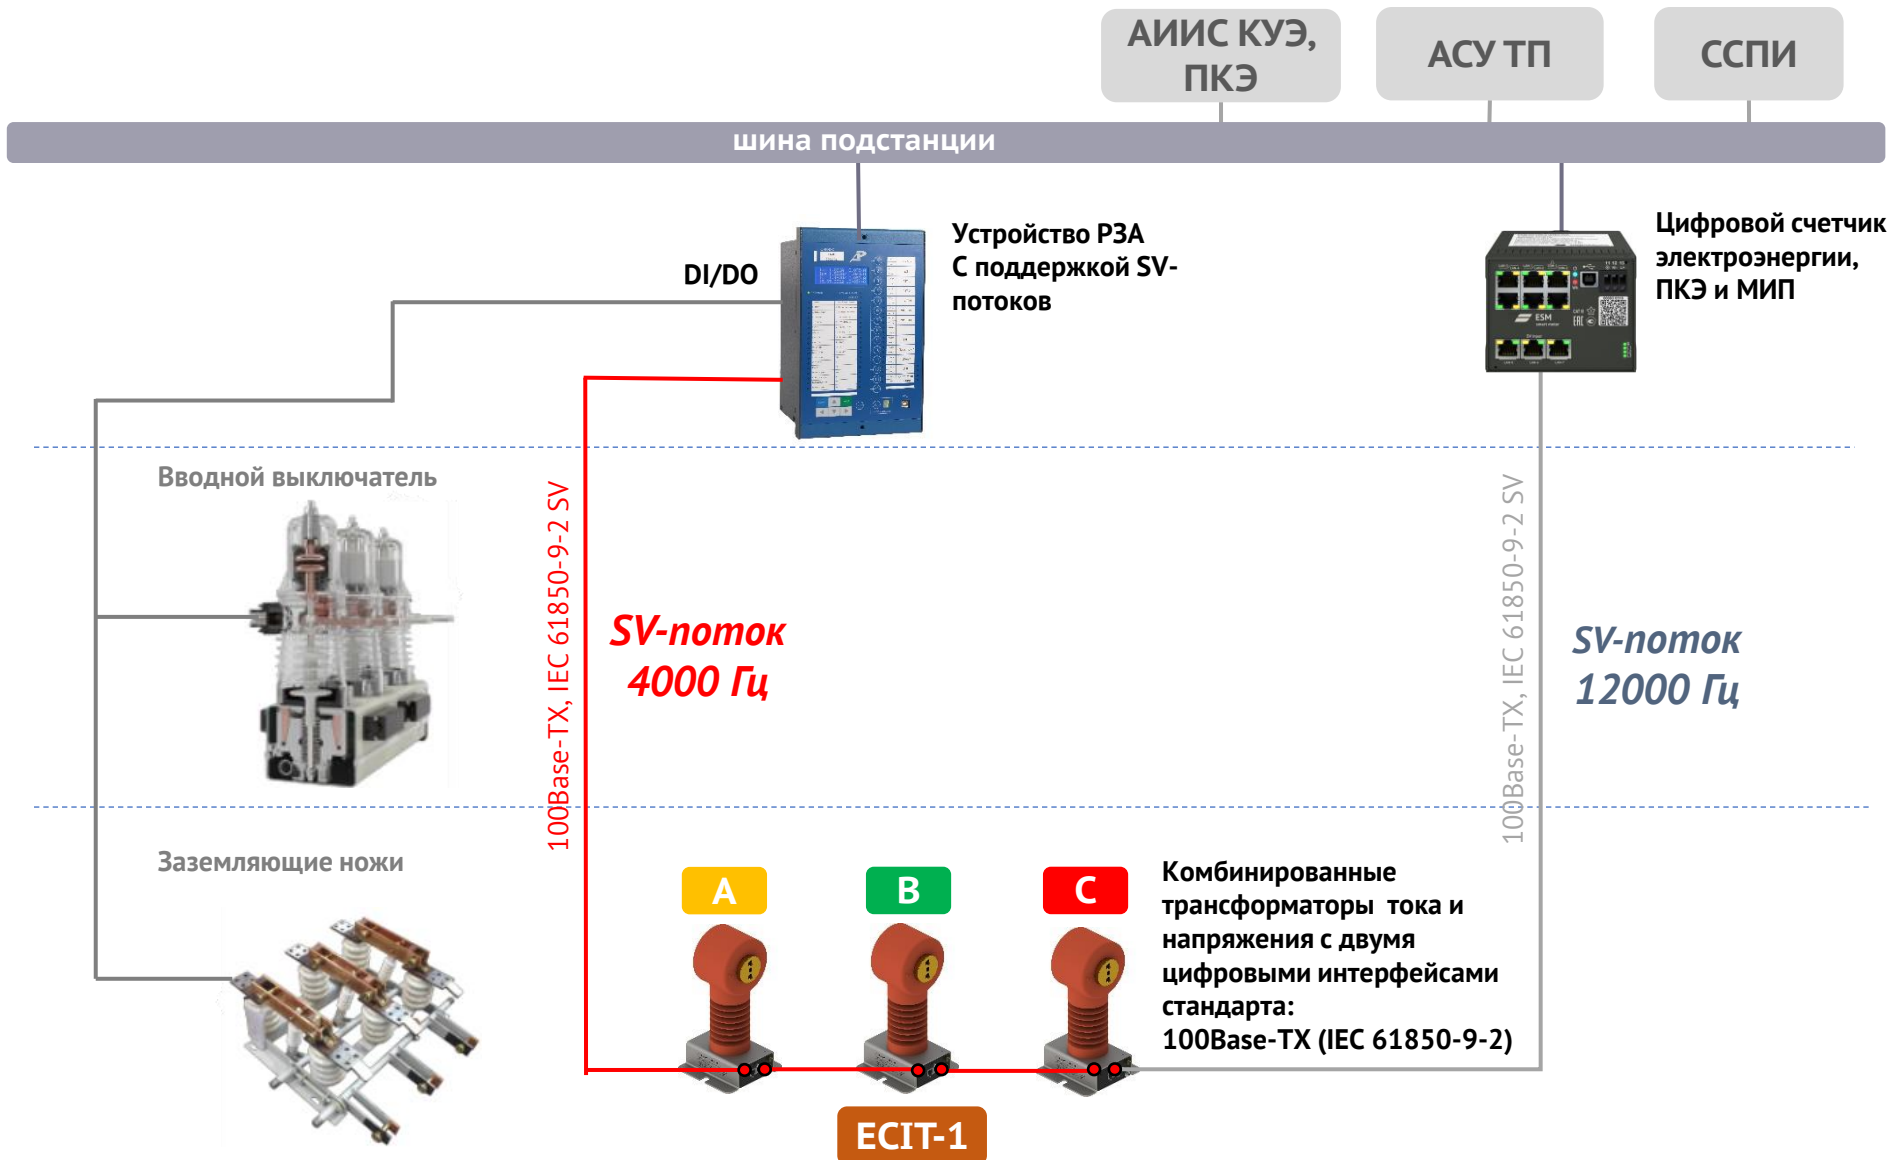 АИИС КУЭ,
ПКЭ
АСУ ТП
ССПИ
шина подстанции
DI/DO
Устройство РЗА
С поддержкой SV-
потоков
Цифровой счетчик
электроэнергии,
ПКЭ и МИП
ESM
Вводной выключатель
100Base-TX, IEC 61850-9-2 SV
SV-поток
4000 Гц
100Base-TX, IEC 61850-9-2 SV
SV-поток
12000 Гц
Заземляющие ножи
A
B
C
Комбинированные
трансформаторы тока и
напряжения с двумя
цифровыми интерфейсами
стандарта:
100Base-TX (IEC 61850-9-2)
ECIT-1